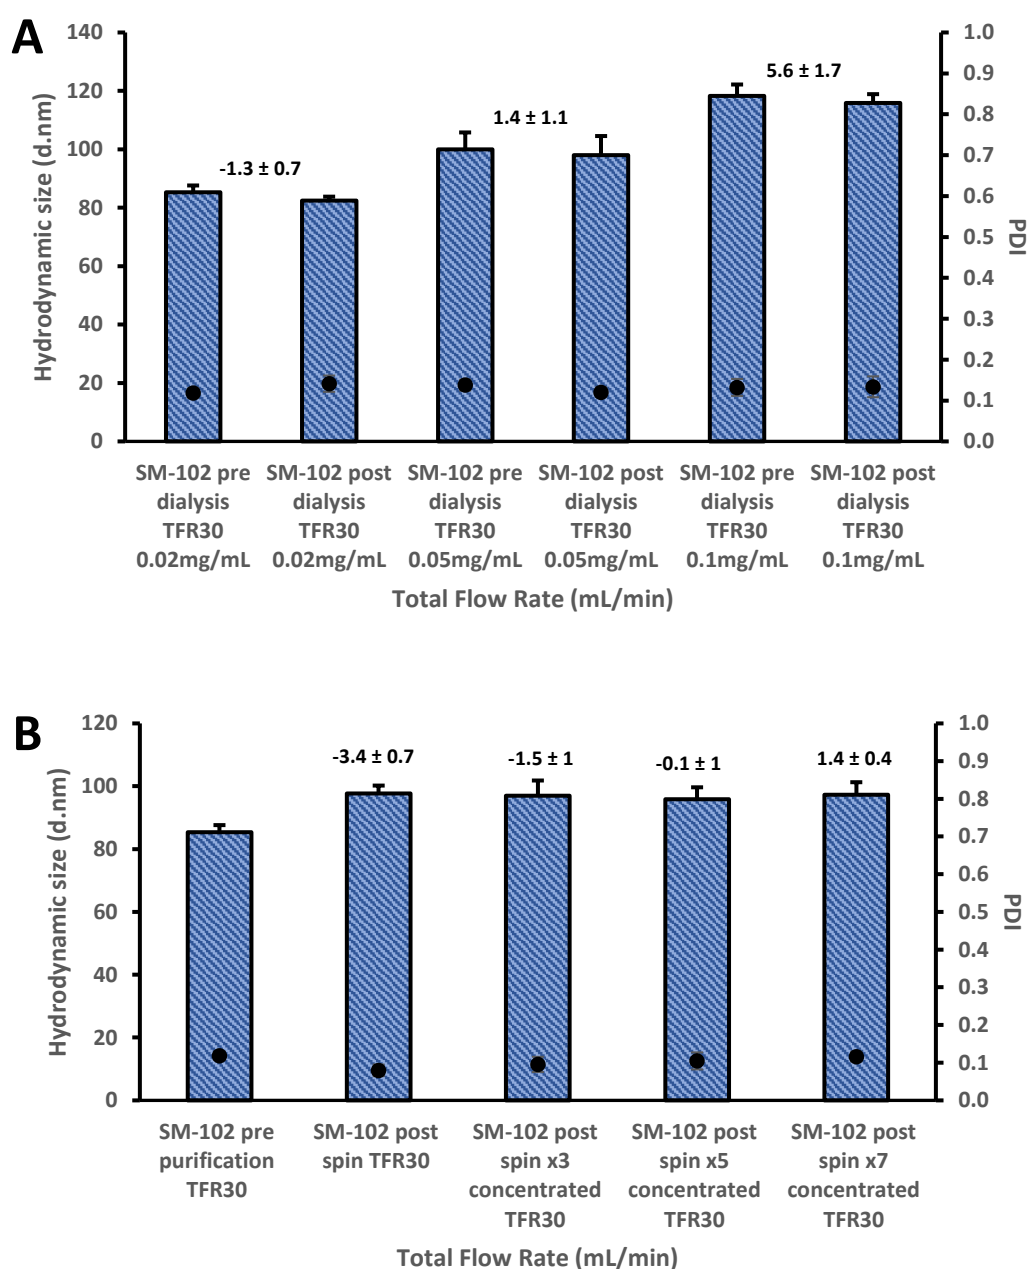 A
140
120
100
80
60
40
20
0
Hydrodynamic size (d.nm)
1.0
0.9
0.8
0.7
0.6
0.5
0.4
0.3
0.2
0.1
0.0
PDI
-1.3 ± 0.7
1.4 ± 1.1
5.6 ± 1.7
SM-102 pre
dialysis
TFR30
0.02mg/mL
SM-102 post
dialysis
TFR30
0.02mg/mL
SM-102 pre
dialysis
TFR30
0.05mg/mL
SM-102 post
dialysis
TFR30
0.05mg/mL
SM-102 pre
dialysis
TFR30
0.1mg/mL
SM-102 post
dialysis
TFR30
0.1mg/mL
Total Flow Rate (mL/min)
B
120
100
80
60
40
20
0
Hydrodynamic size (d.nm)
1.0
0.9
0.8
0.7
0.6
0.5
0.4
0.3
0.2
0.1
0.0
PDI
-3.4 ± 0.7
-1.5 ± 1
-0.1 ± 1
1.4 ± 0.4
SM-102 pre
purification
TFR30
SM-102 post
spin TFR30
SM-102 post
spin x3
concentrated
TFR30
SM-102 post
spin x5
concentrated
TFR30
SM-102 post
spin x7
concentrated
TFR30
Total Flow Rate (mL/min)